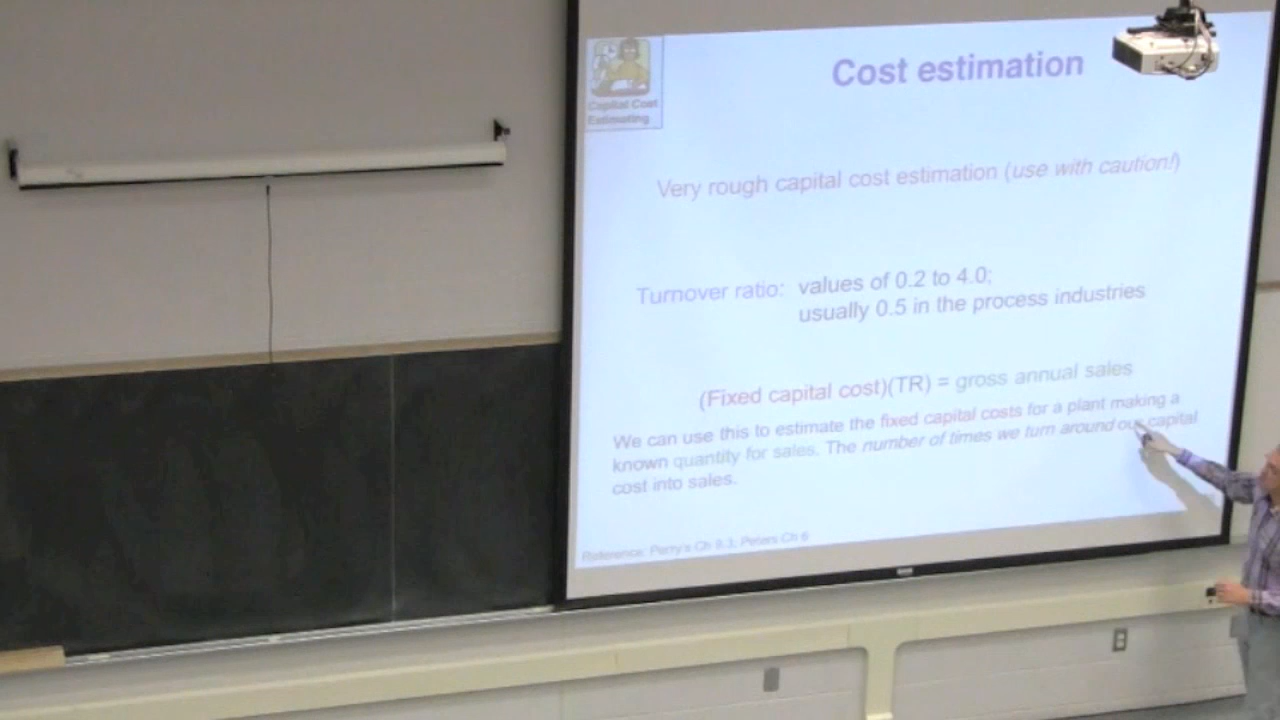 Cost estimation
Capital Cost
Estimating
Very rough capital cost estimation (use with caution!)
Turnover ratio: values of 0.2 to 4.0;
usually 0.5 in the process industries
(Fixed capital cost)(TR) = gross annual sales
We can use this to estimate the fixed capital costs for a plant making a
known quantity for sales. The number of times we turn around our capital
cost into sales.
Reference: Perry's Ch 9.3; Peters Ch 6